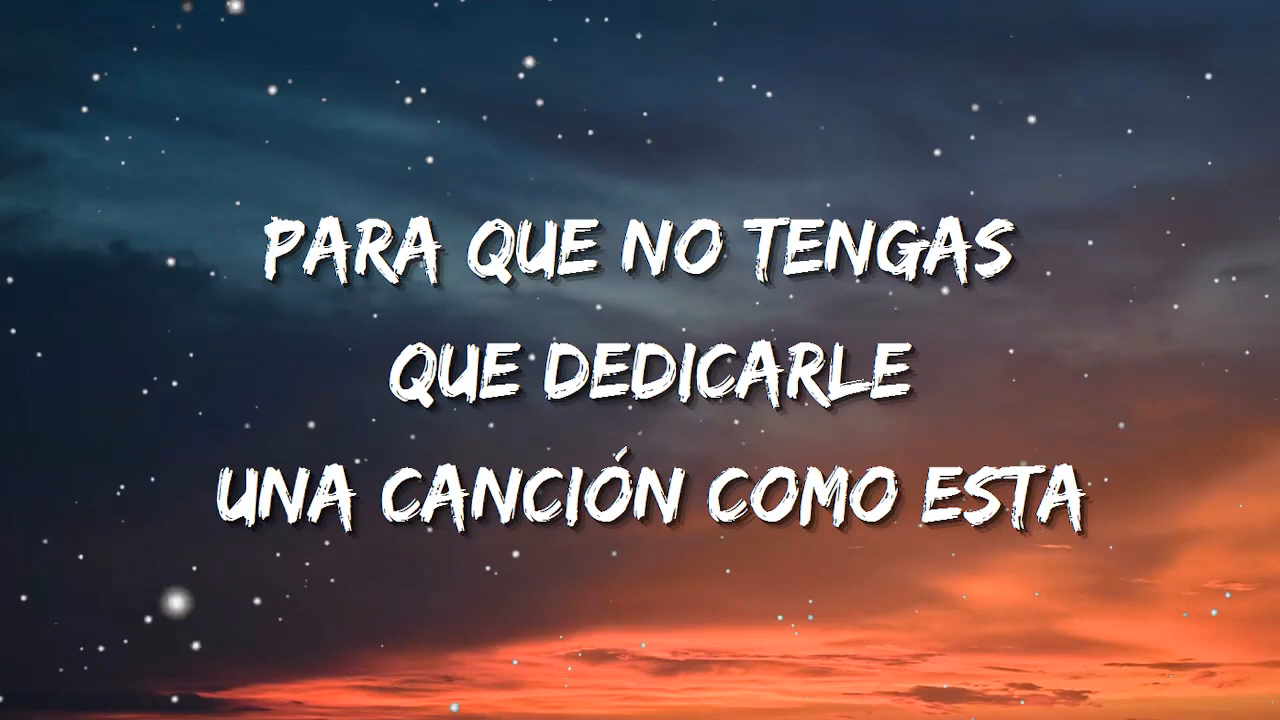 PARA QUE NO TENGAS
QUE DEDICARLE
UNA CANCIÓN COMO ESTA